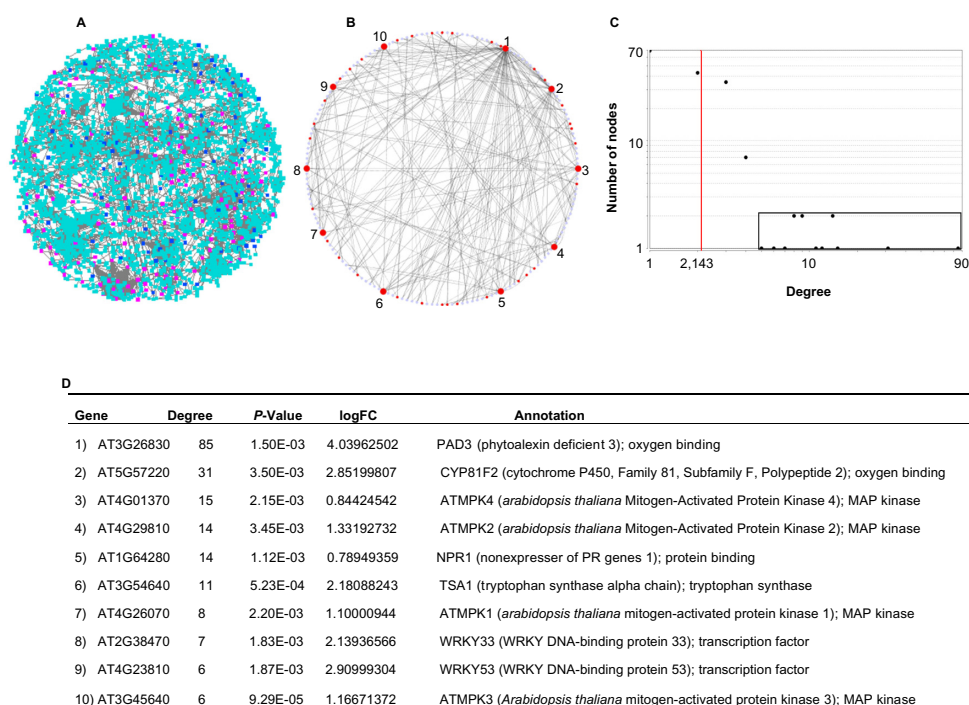 A
B
C
10
1
9
2
8
3
7
4
6
5
Number of nodes
70
10
1
1
2,143
10
90
Degree
D
Gene Degree P-Value logFC Annotation
1) AT3G26830 85 1.50E-03 4.03962502 PAD3 (phytoalexin deficient 3); oxygen binding
2) AT5G57220 31 3.50E-03 2.85199807 CYP81F2 (cytochrome P450, Family 81, Subfamily F, Polypeptide 2); oxygen binding
3) AT4G01370 15 2.15E-03 0.84424542 ATMPK4 (arabidopsis thaliana Mitogen-Activated Protein Kinase 4); MAP kinase
4) AT4G29810 14 3.45E-03 1.33192732 ATMPK2 (arabidopsis thaliana Mitogen-Activated Protein Kinase 2); MAP kinase
5) AT1G64280 14 1.12E-03 0.78949359 NPR1 (nonexpresser of PR genes 1); protein binding
6) AT3G54640 11 5.23E-04 2.18088243 TSA1 (tryptophan synthase alpha chain); tryptophan synthase
7) AT4G26070 8 2.20E-03 1.10000944 ATMPK1 (arabidopsis thaliana mitogen-activated protein kinase 1); MAP kinase
8) AT2G38470 7 1.83E-03 2.13936566 WRKY33 (WRKY DNA-binding protein 33); transcription factor
9) AT4G23810 6 1.87E-03 2.90999304 WRKY53 (WRKY DNA-binding protein 53); transcription factor
10) AT3G45640 6 9.29E-05 1.16671372 ATMPK3 (Arabidopsis thaliana mitogen-activated protein kinase 3); MAP kinase